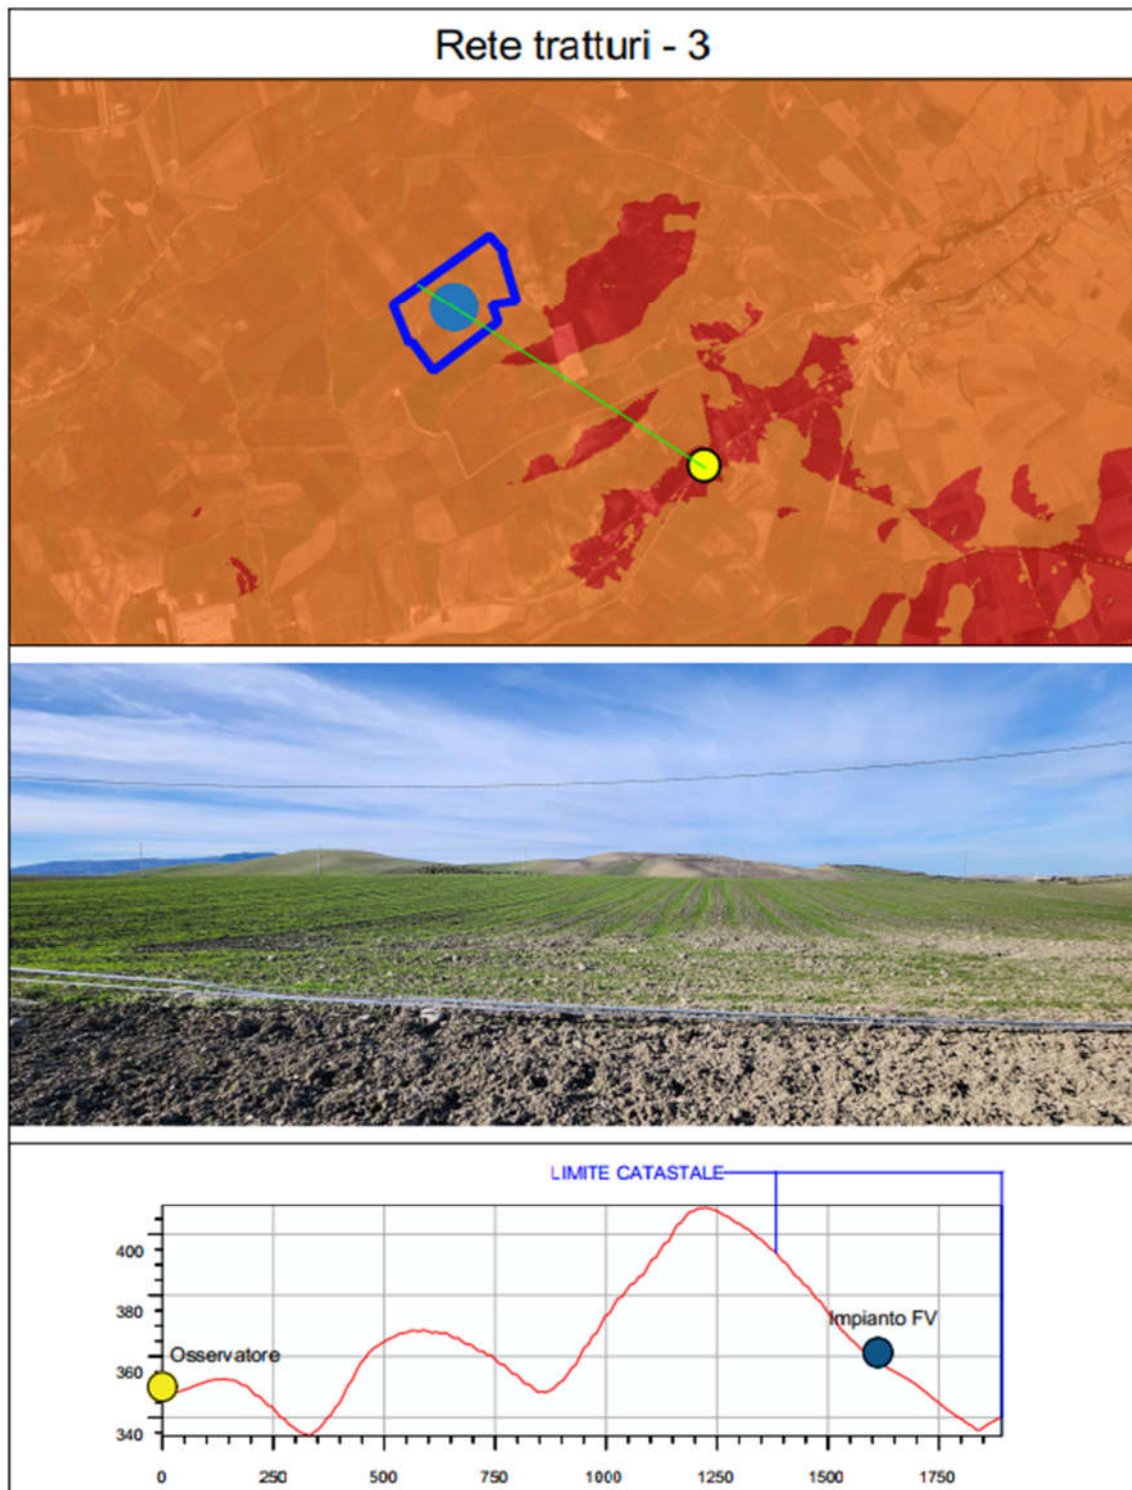 Rete tratturi - 3
LIMITE CATASTALE
400
380
Impianto FV
Osservatore
360
340
0 250 500 750 1000 1250 1500 1750